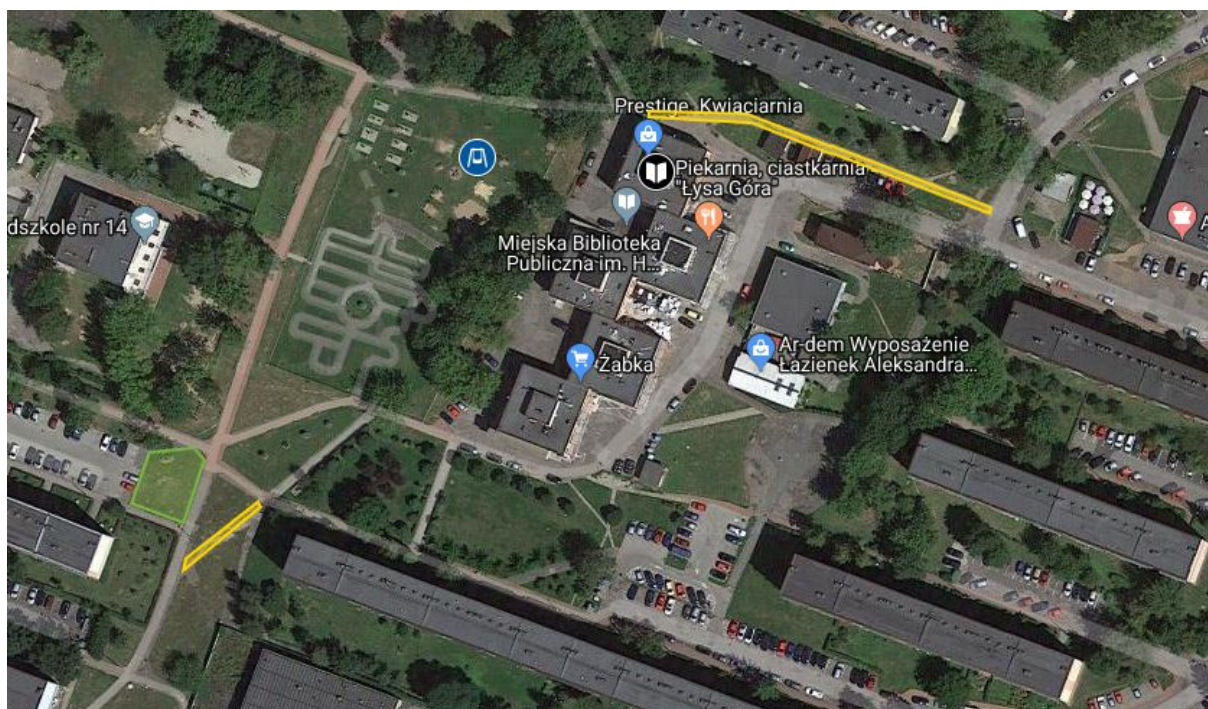 Prestige. Kwiaciarnia
Piekarnia, ciastkarnia
"Łysa Góra"
dszkole nr 14
Miejska Biblioteka
Publiczna im. H...
A
Żabka
Ar-dem Wyposażenie
Łazienek Aleksandra...